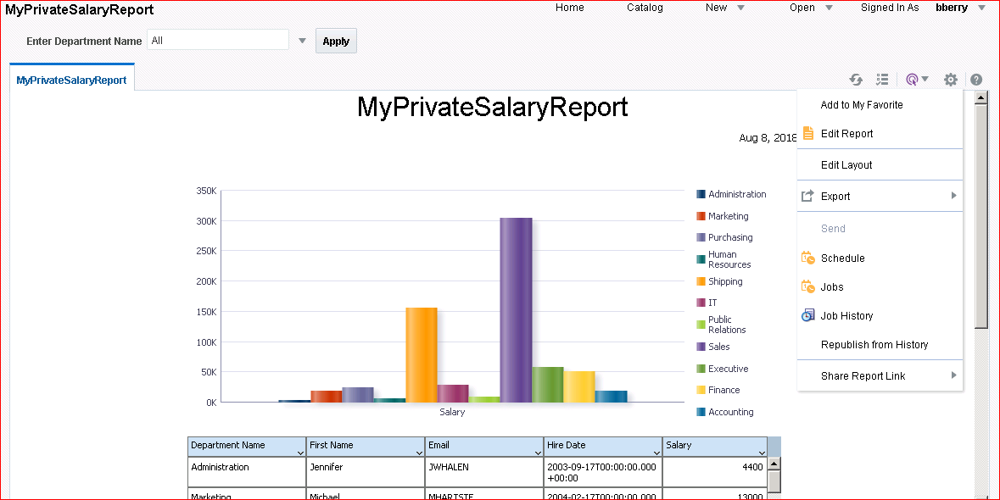 MyPrivateSalaryReport
Home Catalog New Open Signed In As bberry
Enter Department Name All Apply
MyPrivateSalaryReport
MyPrivateSalaryReport
Aug 8, 2018
Add to My Favorite
Edit Report
Edit Layout
Export
Send
Schedule
Jobs
Job History
Republish from History
Share Report Link
350K
300K
250K
200K
150K
100K
50K
0K
Salary
Administration
Marketing
Purchasing
Human
Resources
Shipping
IT
Public
Relations
Sales
Executive
Finance
Accounting
Department Name First Name Email Hire Date Salary
Administration Jennifer JWHALEN 2003-09-17T00:00:00.000 4400
+00:00
Marketing Michael MHARTSTE 2004-02-17T00:00:00.000 13000